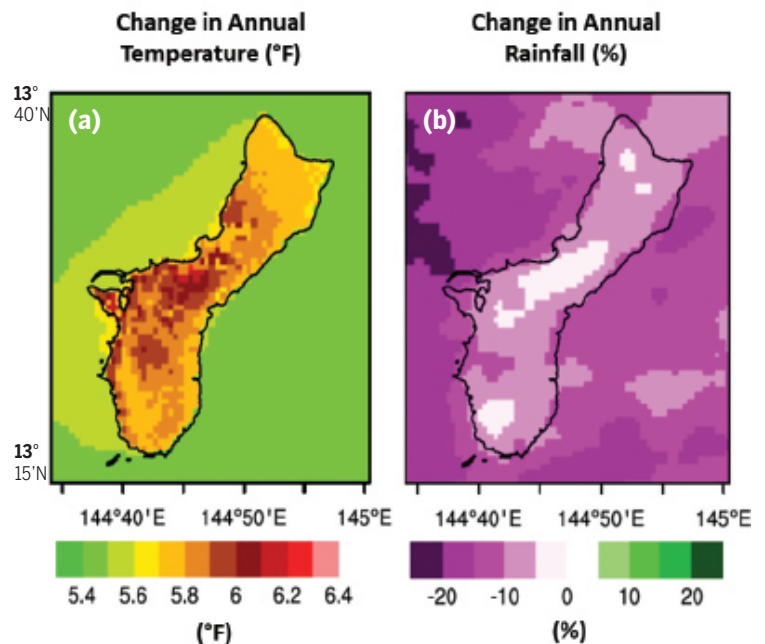 Change in Annual
Temperature (°F)
Change in Annual
Rainfall (%)
13°
40'N
(a)
(b)
13°
15'N
144°40'E 144°50'E 145°E
144°40'E 144°50'E 145°E
5.4 5.6 5.8 6 6.2 6.4
(°F)
-20 -10 0 10 20
(%)